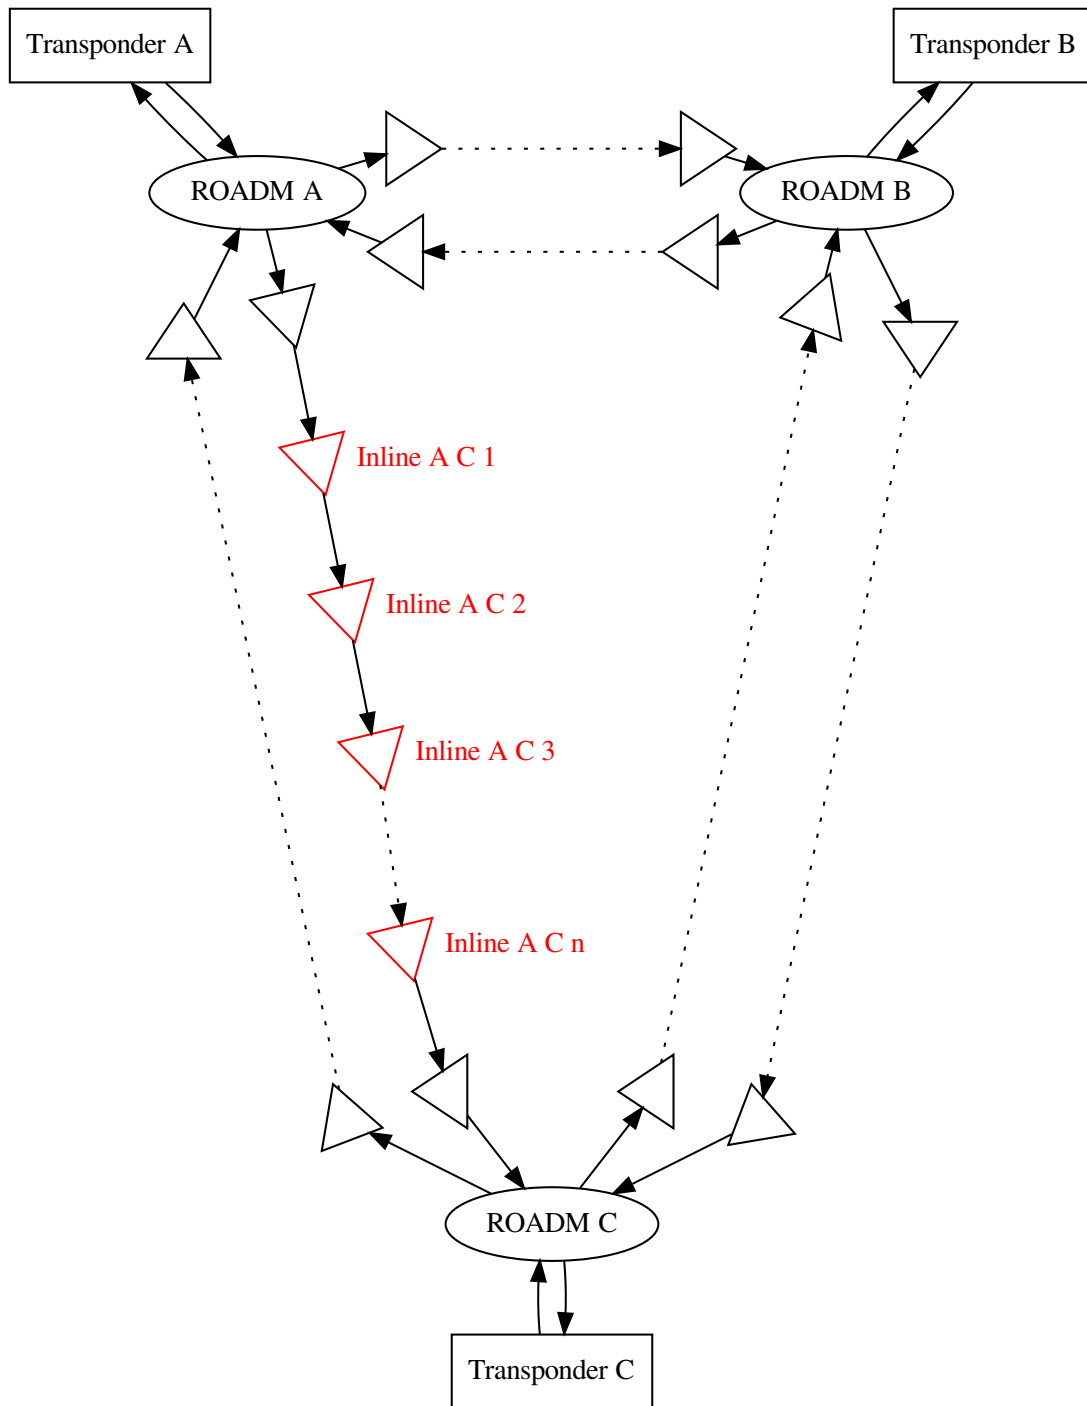 Transponder A
Transponder B
ROADM A
ROADM B
Inline A C 1
Inline A C 2
Inline A C 3
Inline A C n
ROADM C
Transponder C